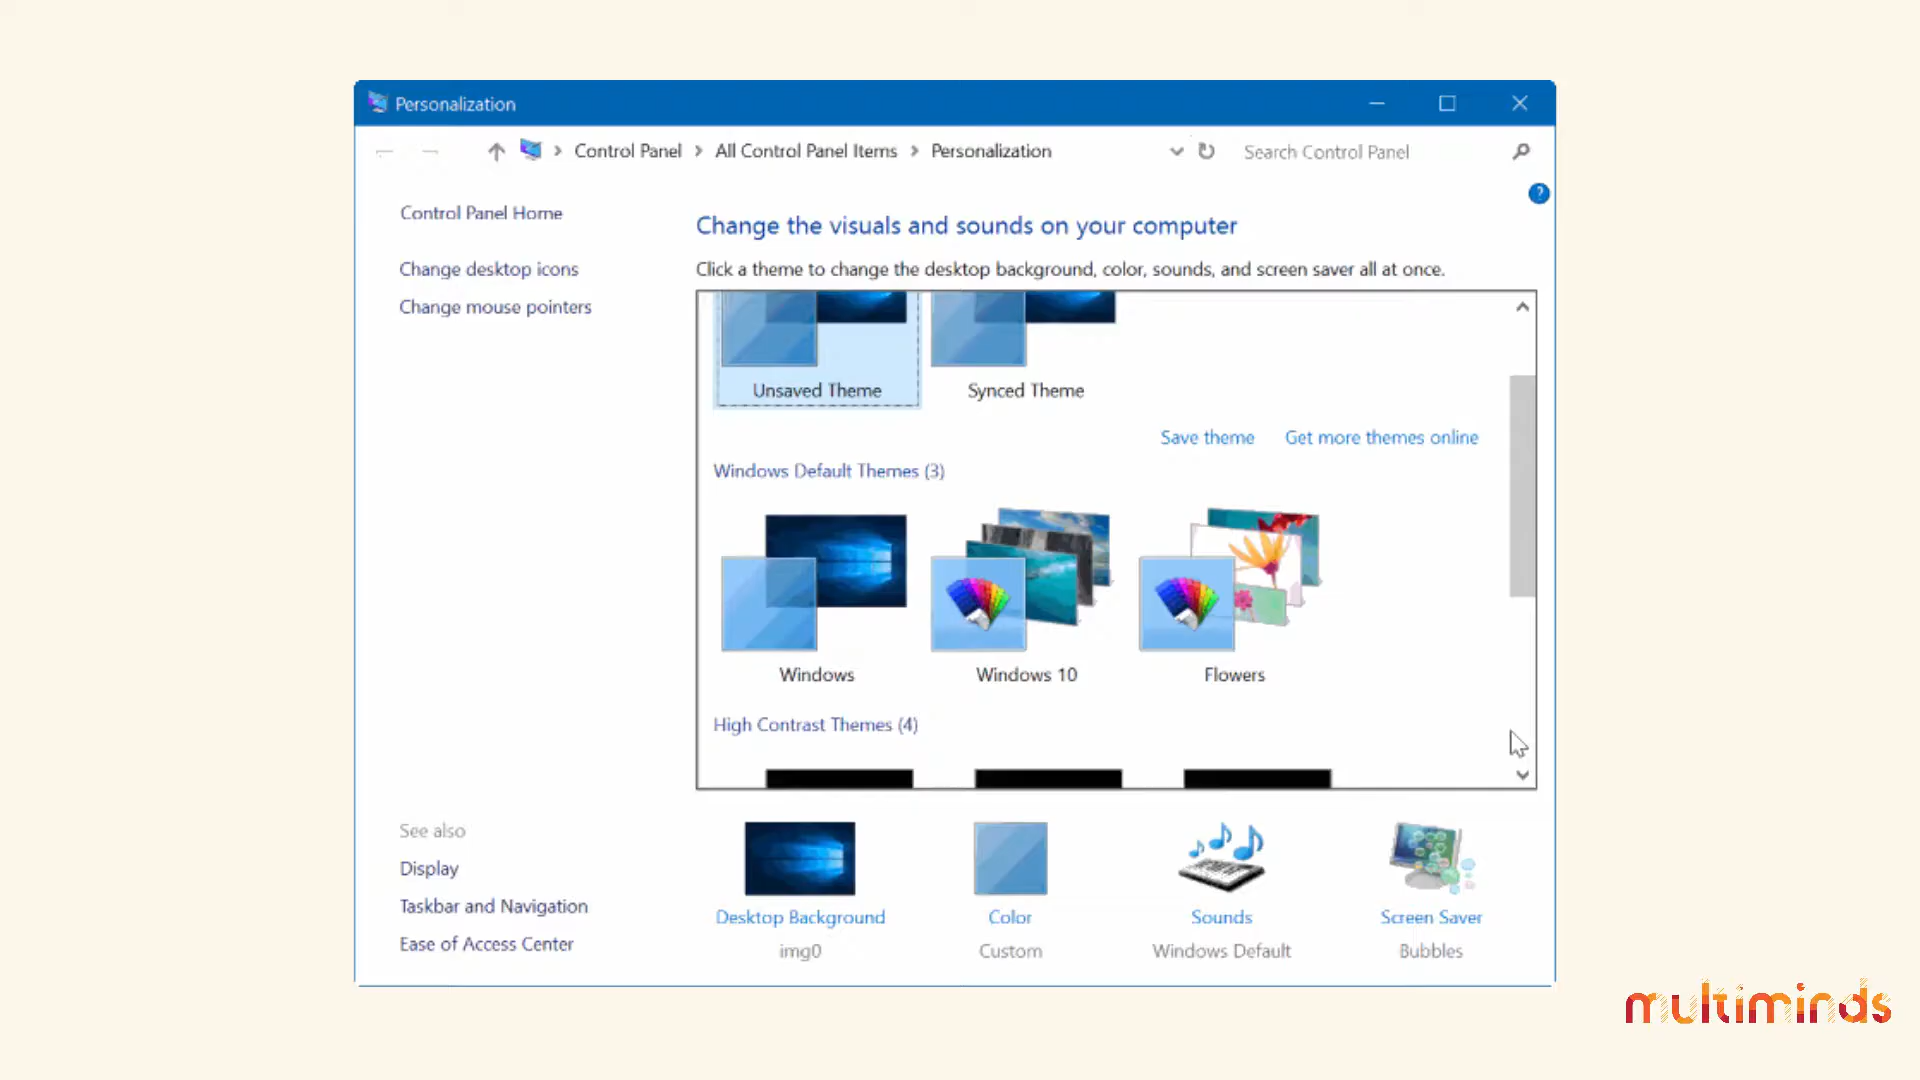 Personalization
Control Panel > All Control Panel Items > Personalization
Search Control Panel
?
Control Panel Home
Change desktop icons
Change mouse pointers
Change the visuals and sounds on your computer
Click a theme to change the desktop background, color, sounds, and screen saver all at once.
Unsaved Theme
Synced Theme
Save theme
Get more themes online
Windows Default Themes (3)
Windows
Windows 10
Flowers
High Contrast Themes (4)
See also
Display
Taskbar and Navigation
Ease of Access Center
Desktop Background
img0
Color
Custom
Sounds
Windows Default
Screen Saver
Bubbles
multiminds